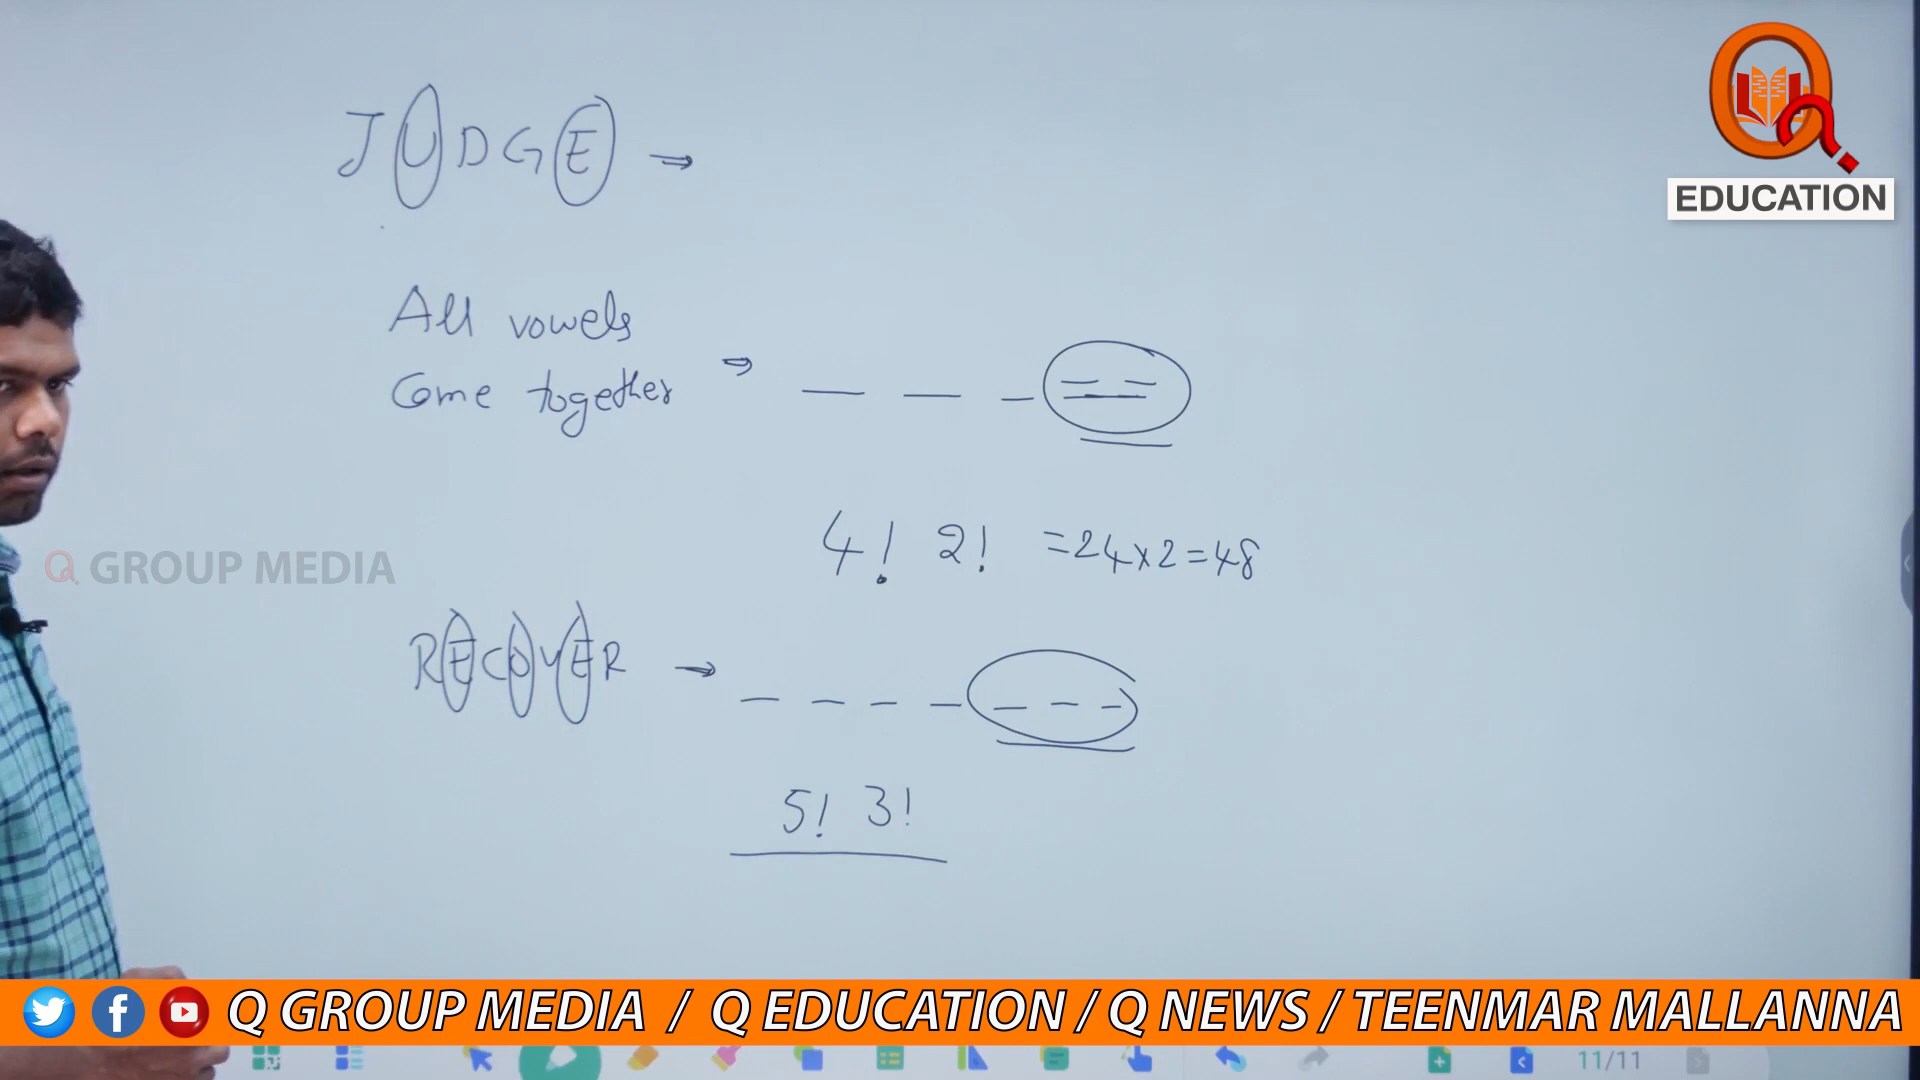 JUDGE →
All vowels
Come together ⇒ _ _ _ _ _
4! 2! =24×2=48
RECOVER → _ _ _ _ _ _ _
5! 3!
EDUCATION
Q GROUP MEDIA
Q GROUP MEDIA / Q EDUCATION / Q NEWS / TEENMAR MALLANNA
11/11